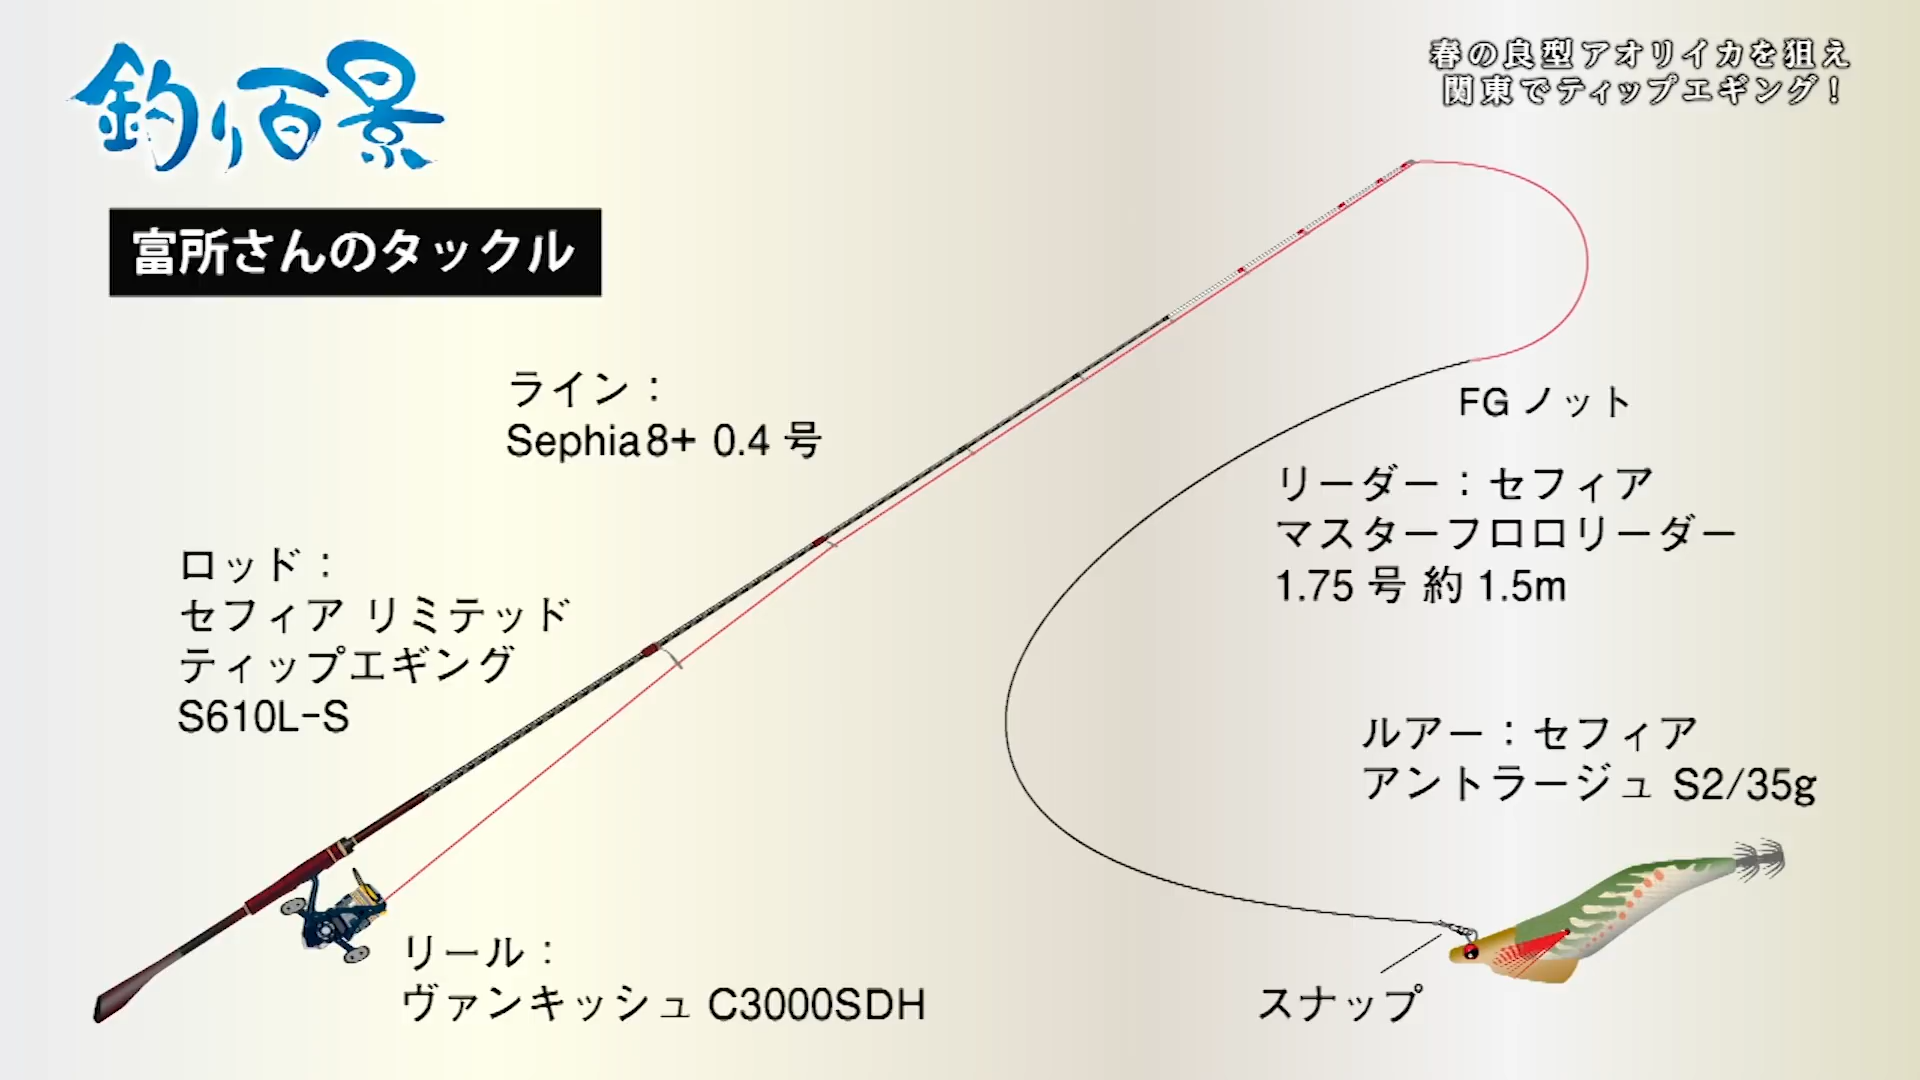 釣り百景
春の良型アオリイカを狙え
関東でティップエギング！
富所さんのタックル
ライン：
Sephia8+ 0.4 号
FG ノット
リーダー：セフィア
マスターフロロリーダー
1.75 号 約 1.5m
ロッド：
セフィア リミテッド
ティップエギング
S610L-S
ルアー：セフィア
アントラージュ S2/35g
リール：
ヴァンキッシュ C3000SDH
スナップ